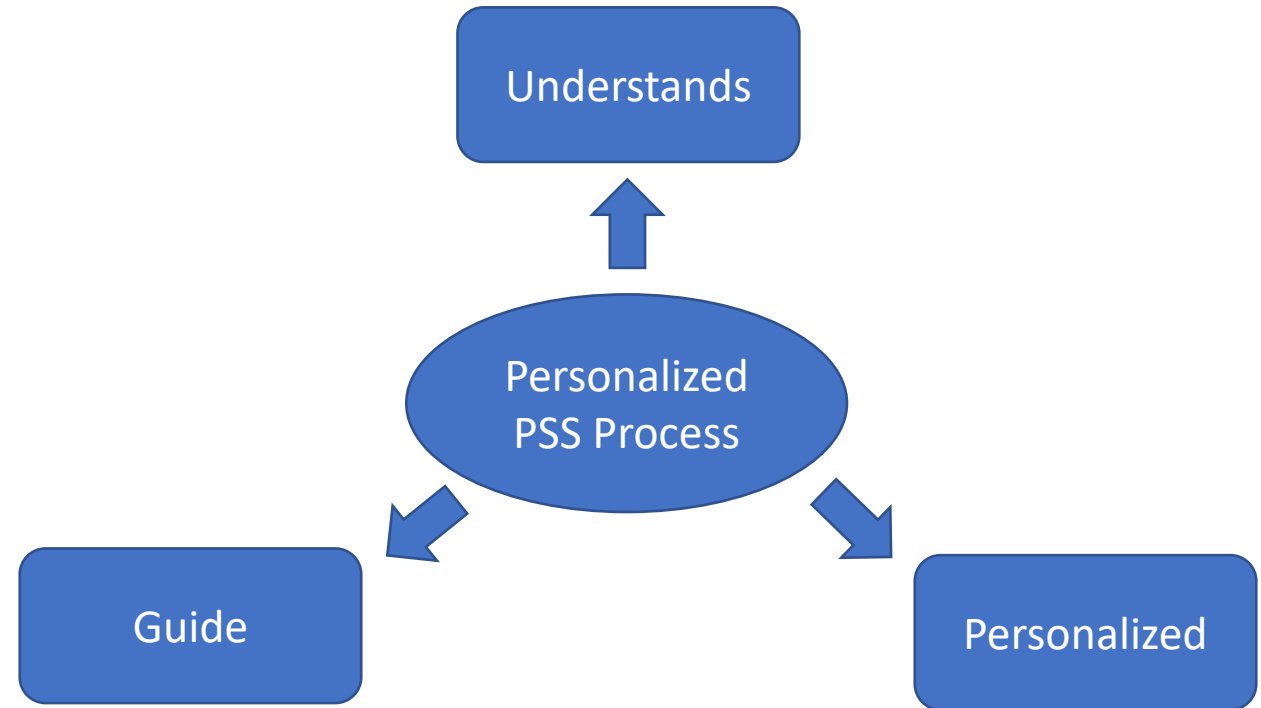 Understands
Personalized
PSS Process
Guide
Personalized